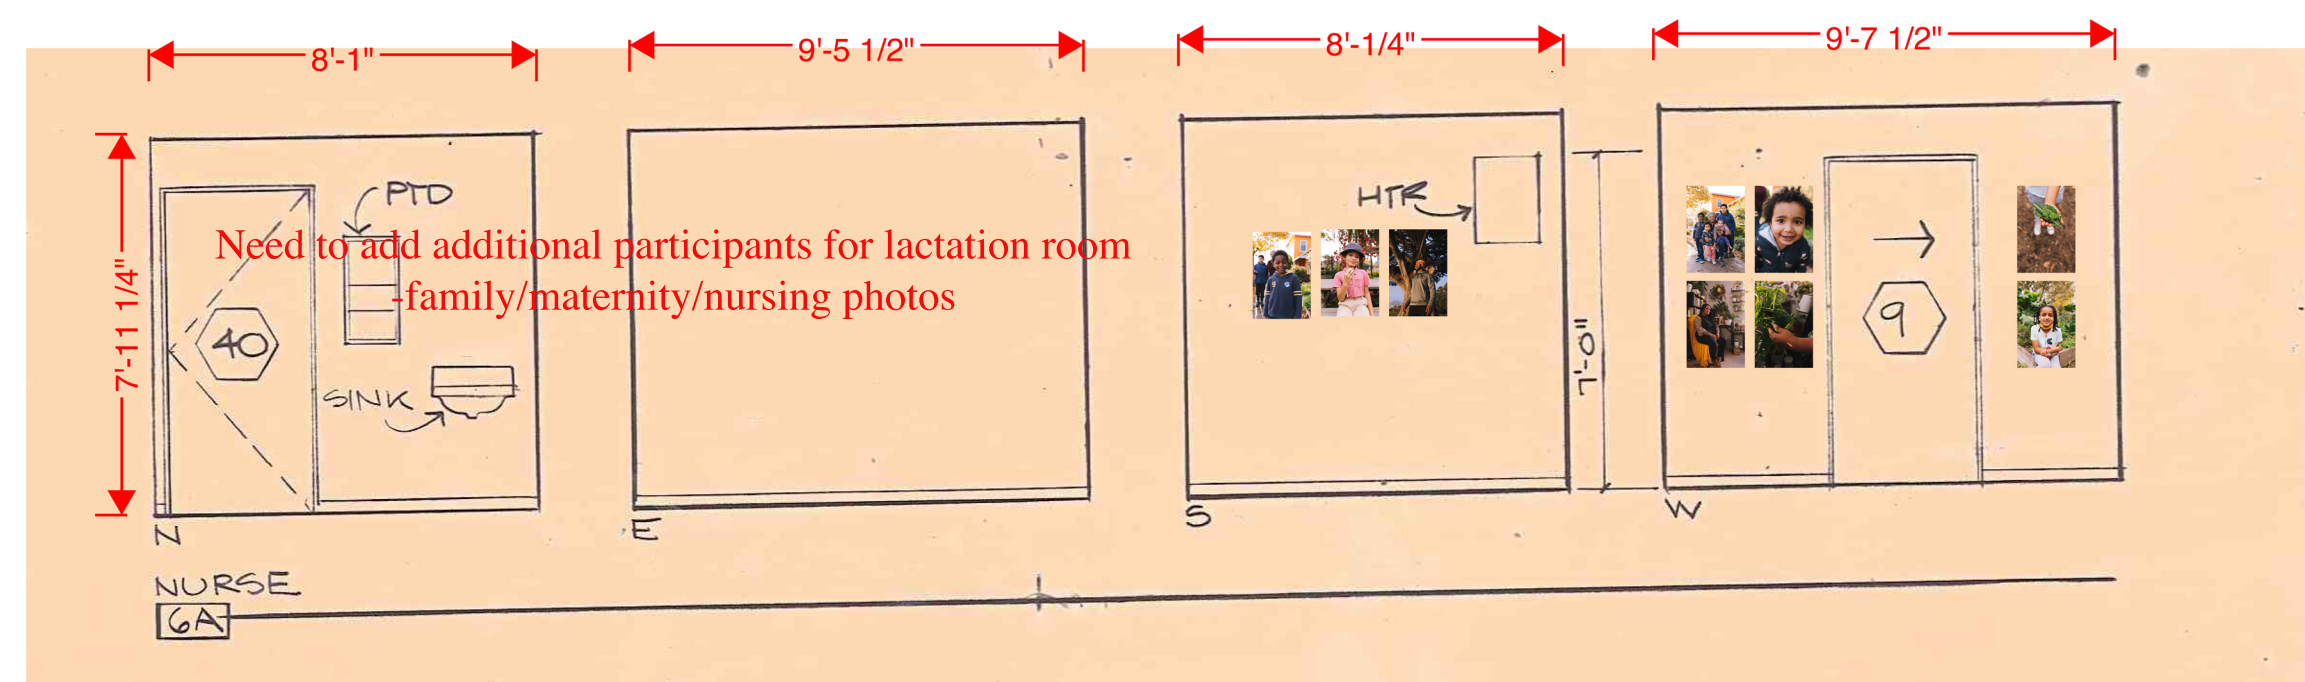 8'-1"
9'-5 1/2"
8'-1/4"
9'-7 1/2"
7'-11 1/4"
PTD
HTR
Need to add additional participants for lactation room
-family/maternity/nursing photos
40
SINK
7'-0"
9
N
E
S
W
NURSE
6A